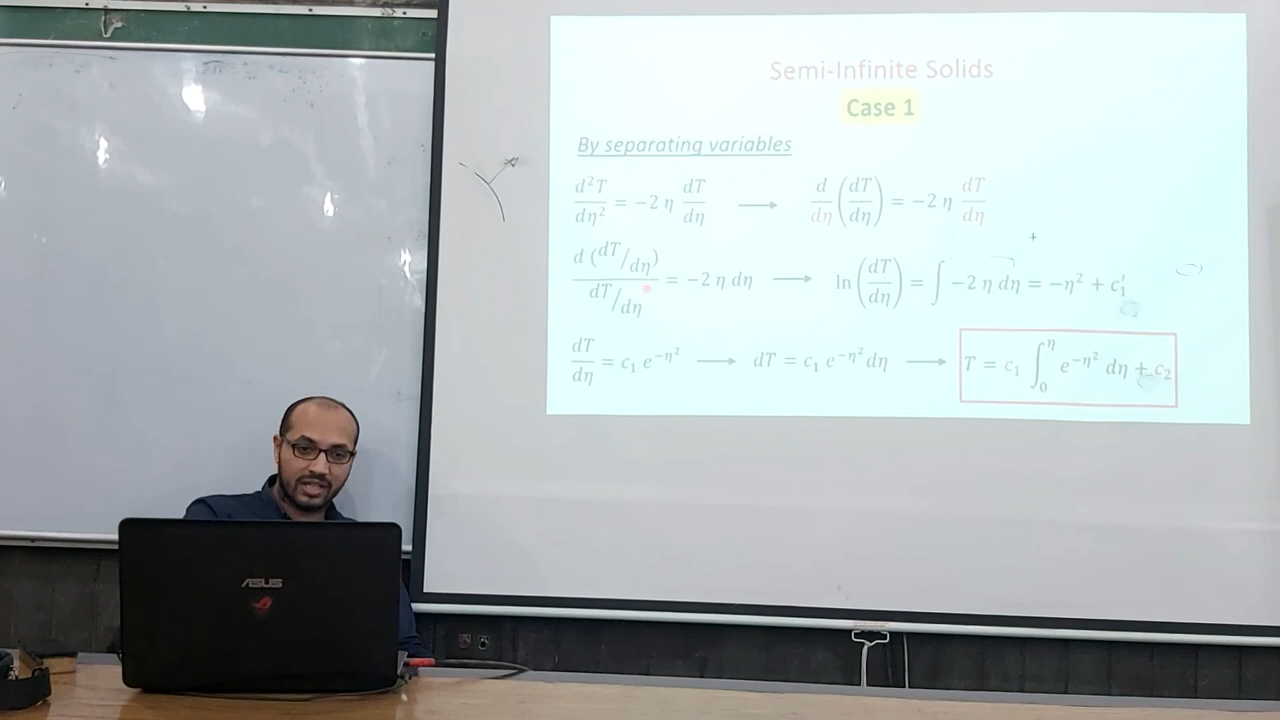 Semi-Infinite Solids
Case 1
By separating variables
d²T/dη² = −2 η dT/dη → d/dη (dT/dη) = −2 η dT/dη
d (dT/dη) / dT/dη = −2 η dη → ln (dT/dη) = ∫ −2 η dη = −η² + c₁′
dT/dη = c₁ e^(−η²) → dT = c₁ e^(−η²) dη → T = c₁ ∫₀^η e^(−η²) dη + c₂
ASUS